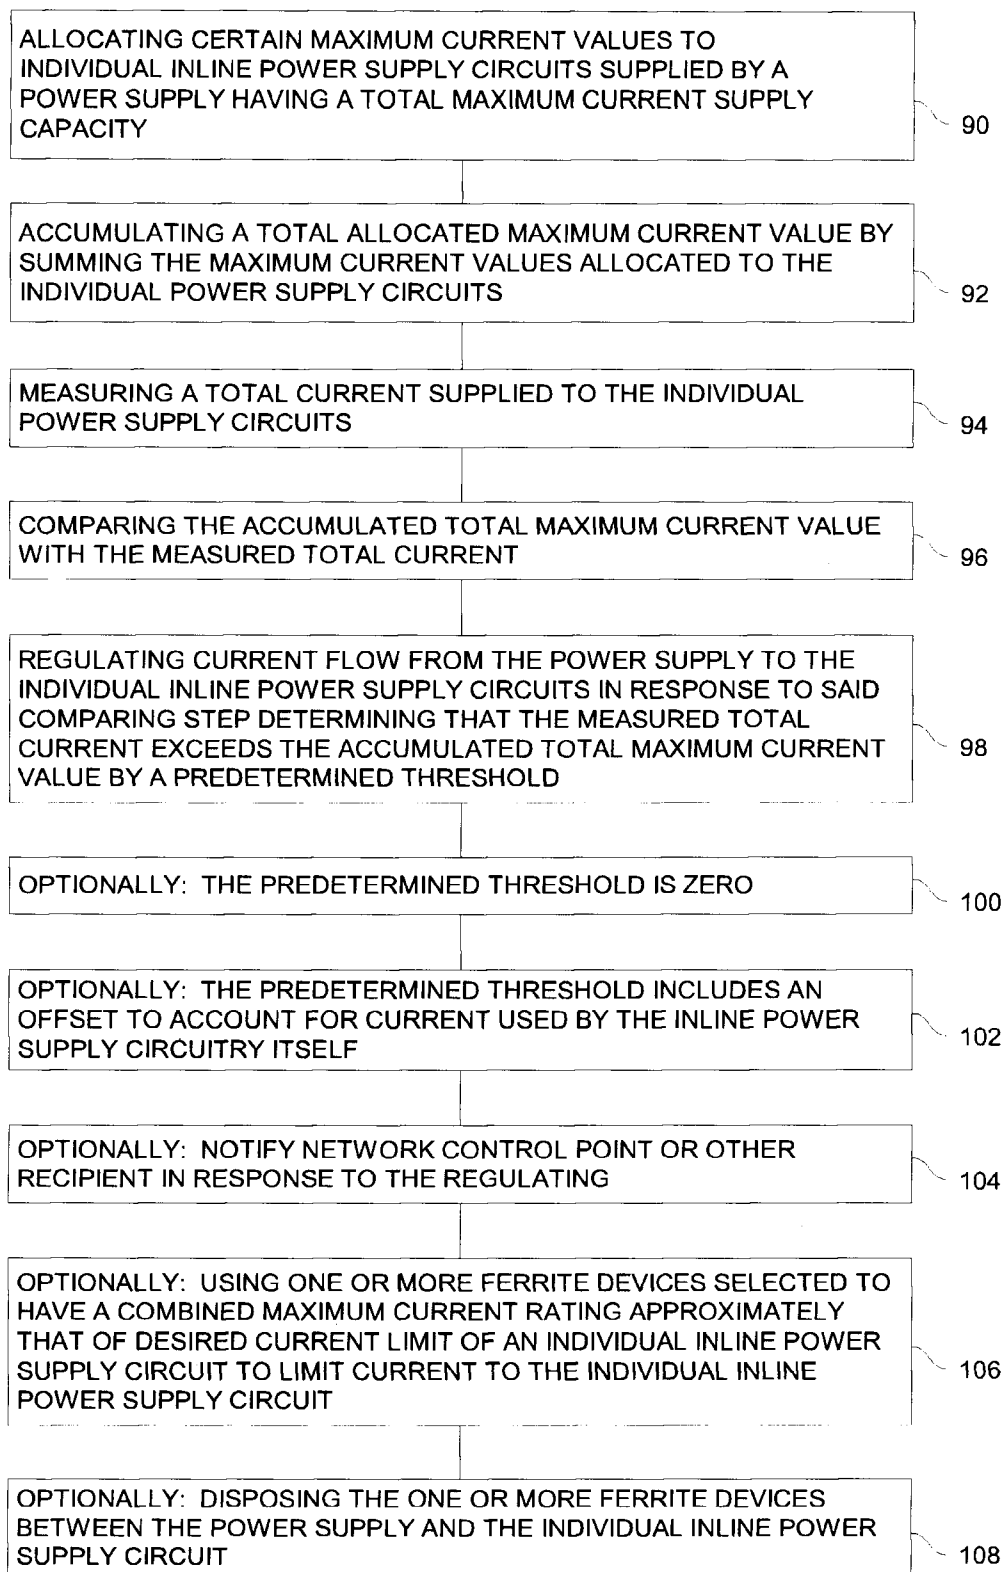 ALLOCATING CERTAIN MAXIMUM CURRENT VALUES TO
INDIVIDUAL INLINE POWER SUPPLY CIRCUITS SUPPLIED BY A
POWER SUPPLY HAVING A TOTAL MAXIMUM CURRENT SUPPLY
CAPACITY
90
ACCUMULATING A TOTAL ALLOCATED MAXIMUM CURRENT VALUE BY
SUMMING THE MAXIMUM CURRENT VALUES ALLOCATED TO THE
INDIVIDUAL POWER SUPPLY CIRCUITS
92
MEASURING A TOTAL CURRENT SUPPLIED TO THE INDIVIDUAL
POWER SUPPLY CIRCUITS
94
COMPARING THE ACCUMULATED TOTAL MAXIMUM CURRENT VALUE
WITH THE MEASURED TOTAL CURRENT
96
REGULATING CURRENT FLOW FROM THE POWER SUPPLY TO THE
INDIVIDUAL INLINE POWER SUPPLY CIRCUITS IN RESPONSE TO SAID
COMPARING STEP DETERMINING THAT THE MEASURED TOTAL
CURRENT EXCEEDS THE ACCUMULATED TOTAL MAXIMUM CURRENT
VALUE BY A PREDETERMINED THRESHOLD
98
OPTIONALLY: THE PREDETERMINED THRESHOLD IS ZERO
100
OPTIONALLY: THE PREDETERMINED THRESHOLD INCLUDES AN
OFFSET TO ACCOUNT FOR CURRENT USED BY THE INLINE POWER
SUPPLY CIRCUITRY ITSELF
102
OPTIONALLY: NOTIFY NETWORK CONTROL POINT OR OTHER
RECIPIENT IN RESPONSE TO THE REGULATING
104
OPTIONALLY: USING ONE OR MORE FERRITE DEVICES SELECTED TO
HAVE A COMBINED MAXIMUM CURRENT RATING APPROXIMATELY
THAT OF DESIRED CURRENT LIMIT OF AN INDIVIDUAL INLINE POWER
SUPPLY CIRCUIT TO LIMIT CURRENT TO THE INDIVIDUAL INLINE
POWER SUPPLY CIRCUIT
106
OPTIONALLY: DISPOSING THE ONE OR MORE FERRITE DEVICES
BETWEEN THE POWER SUPPLY AND THE INDIVIDUAL INLINE POWER
SUPPLY CIRCUIT
108